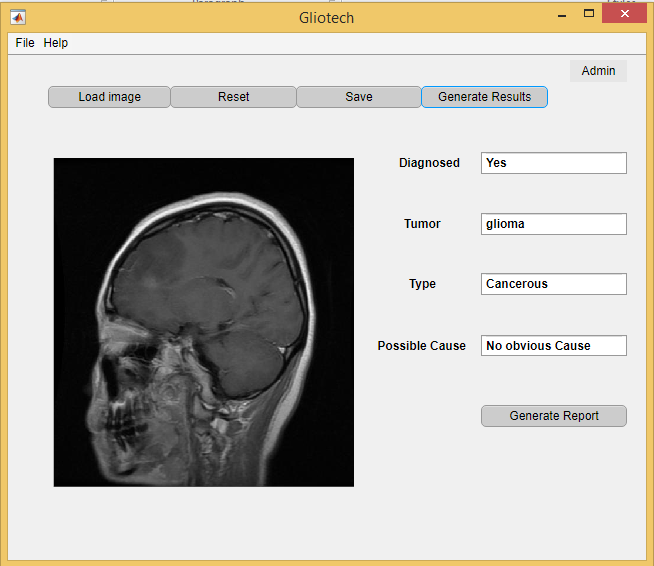 Gliotech
File Help
Admin
Load image Reset Save Generate Results
Diagnosed Yes
Tumor glioma
Type Cancerous
Possible Cause No obvious Cause
Generate Report